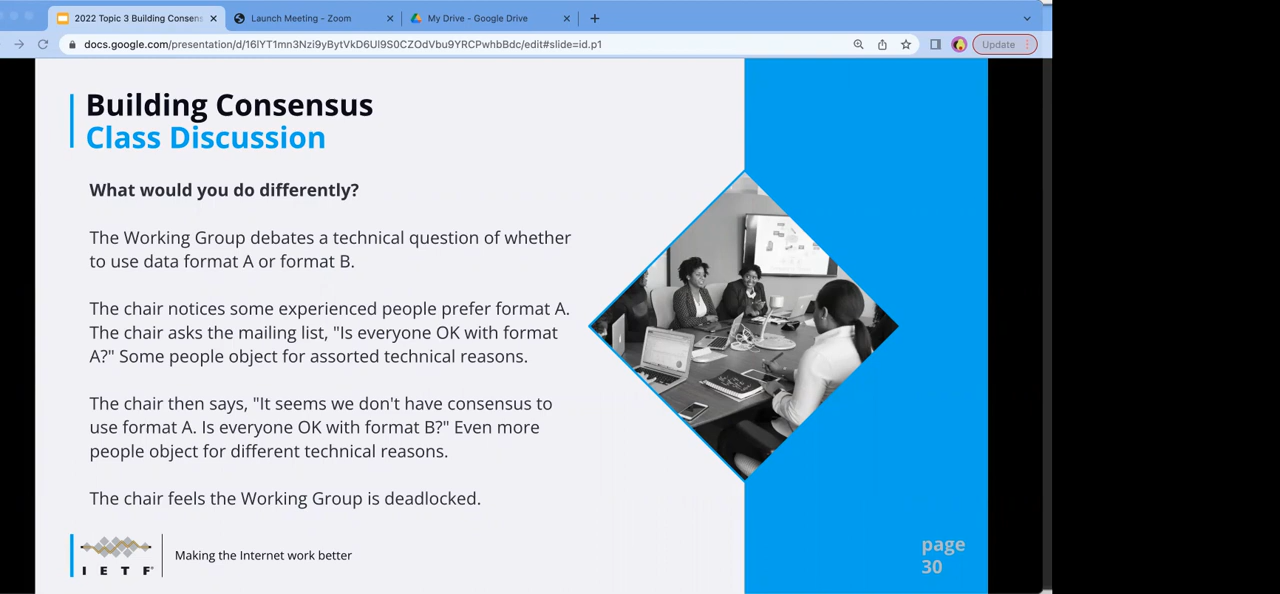 2022 Topic 3 Building Consens
Launch Meeting - Zoom
My Drive - Google Drive
docs.google.com/presentation/d/16lYT1mn3Nzi9yBytVkD6Ul9S0CZOdVbu9YRCPwhbBdc/edit#slide=id.p1
Update
Building Consensus
Class Discussion
What would you do differently?
The Working Group debates a technical question of whether
to use data format A or format B.
The chair notices some experienced people prefer format A.
The chair asks the mailing list, "Is everyone OK with format
A?" Some people object for assorted technical reasons.
The chair then says, "It seems we don't have consensus to
use format A. Is everyone OK with format B?" Even more
people object for different technical reasons.
The chair feels the Working Group is deadlocked.
I E T F®
Making the Internet work better
page
30